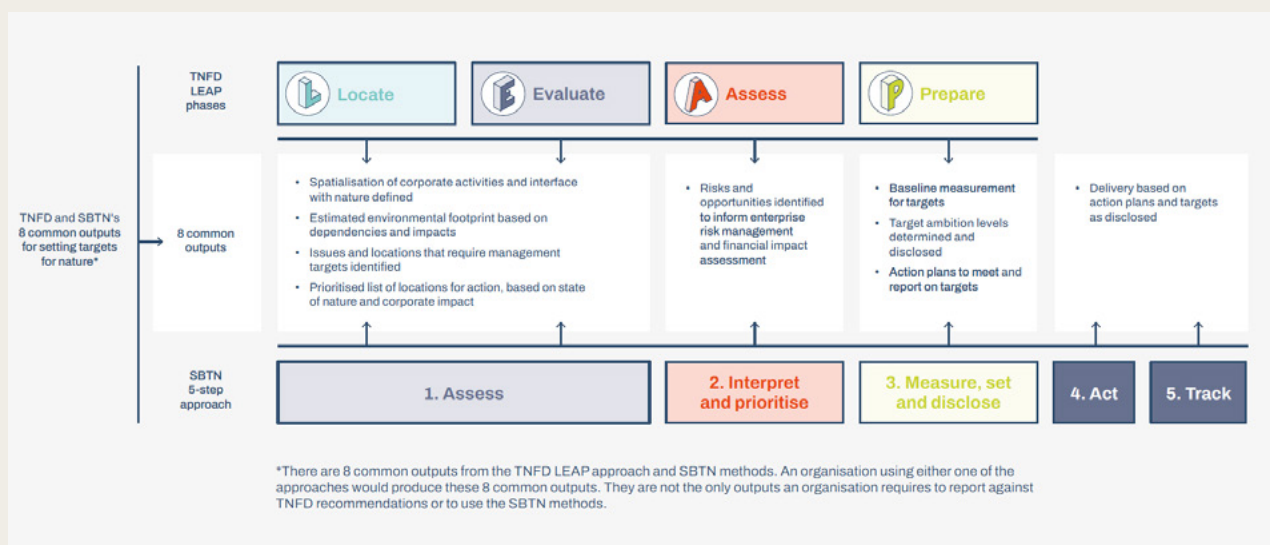 TNFD
LEAP
phases
L Locate
E Evaluate
A Assess
P Prepare
TNFD and SBTN's
8 common outputs
for setting targets
for nature*
8 common
outputs
• Spatialisation of corporate activities and interface
with nature defined
• Estimated environmental footprint based on
dependencies and impacts
• Issues and locations that require management
targets identified
• Prioritised list of locations for action, based on state
of nature and corporate impact
• Risks and
opportunities identified
to inform enterprise
risk management
and financial impact
assessment
• Baseline measurement
for targets
• Target ambition levels
determined and
disclosed
• Action plans to meet and
report on targets
• Delivery based on
action plans and targets
as disclosed
SBTN
5-step
approach
1. Assess
2. Interpret
and prioritise
3. Measure, set
and disclose
4. Act
5. Track
*There are 8 common outputs from the TNFD LEAP approach and SBTN methods. An organisation using either one of the
approaches would produce these 8 common outputs. They are not the only outputs an organisation requires to report against
TNFD recommendations or to use the SBTN methods.